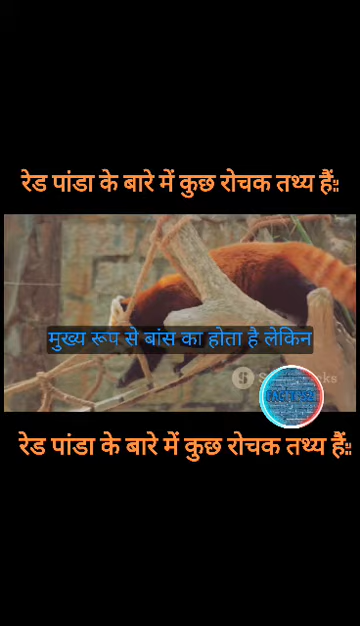 रेड पांडा के बारे में कुछ रोचक तथ्य हैं!!
मुख्य रूप से बांस का होता है लेकिन
रेड पांडा के बारे में कुछ रोचक तथ्य हैं!!